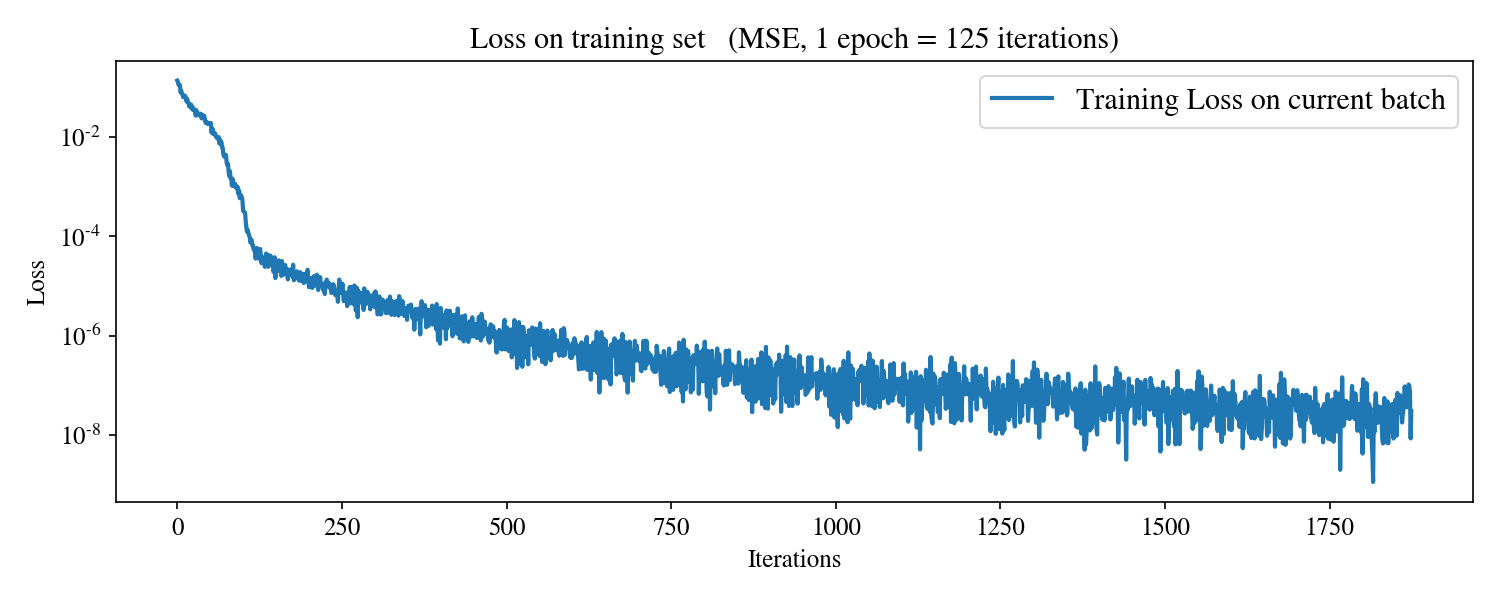 Loss on training set (MSE, 1 epoch = 125 iterations)
Training Loss on current batch
Loss
10⁻²
10⁻⁴
10⁻⁶
10⁻⁸
0 250 500 750 1000 1250 1500 1750
Iterations